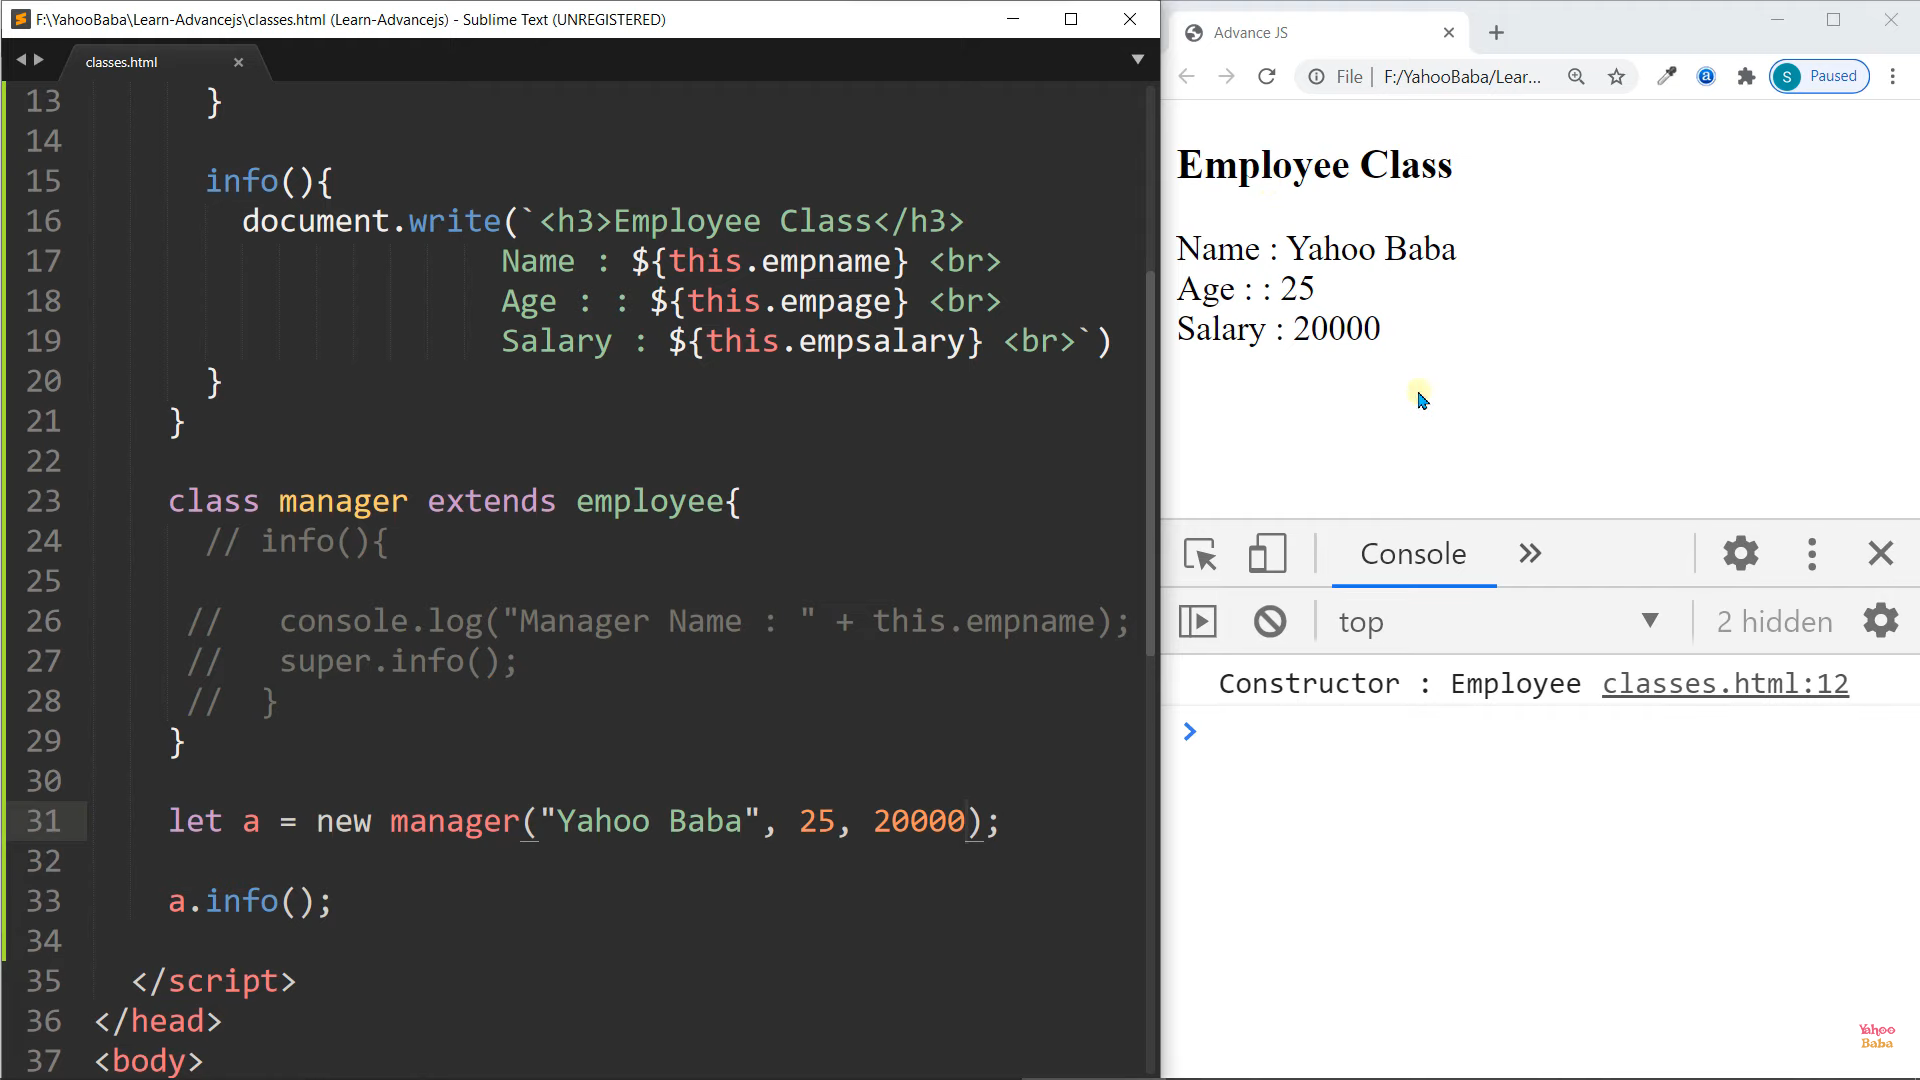 F:\YahooBaba\Learn-Advancejs\classes.html (Learn-Advancejs) - Sublime Text (UNREGISTERED)
classes.html
13 }
14
15 info(){
16 document.write(`<h3>Employee Class</h3>
17 Name : ${this.empname} <br>
18 Age : : ${this.empage} <br>
19 Salary : ${this.empsalary} <br>`)
20 }
21 }
22
23 class manager extends employee{
24 // info(){
25
26 // console.log("Manager Name : " + this.empname);
27 // super.info();
28 // }
29 }
30
31 let a = new manager("Yahoo Baba", 25, 20000);
32
33 a.info();
34
35 </script>
36 </head>
37 <body>
Advance JS
File F:/YahooBaba/Lear... S Paused
Employee Class
Name : Yahoo Baba
Age : : 25
Salary : 20000
Console
top 2 hidden
Constructor : Employee classes.html:12
Yahoo
Baba